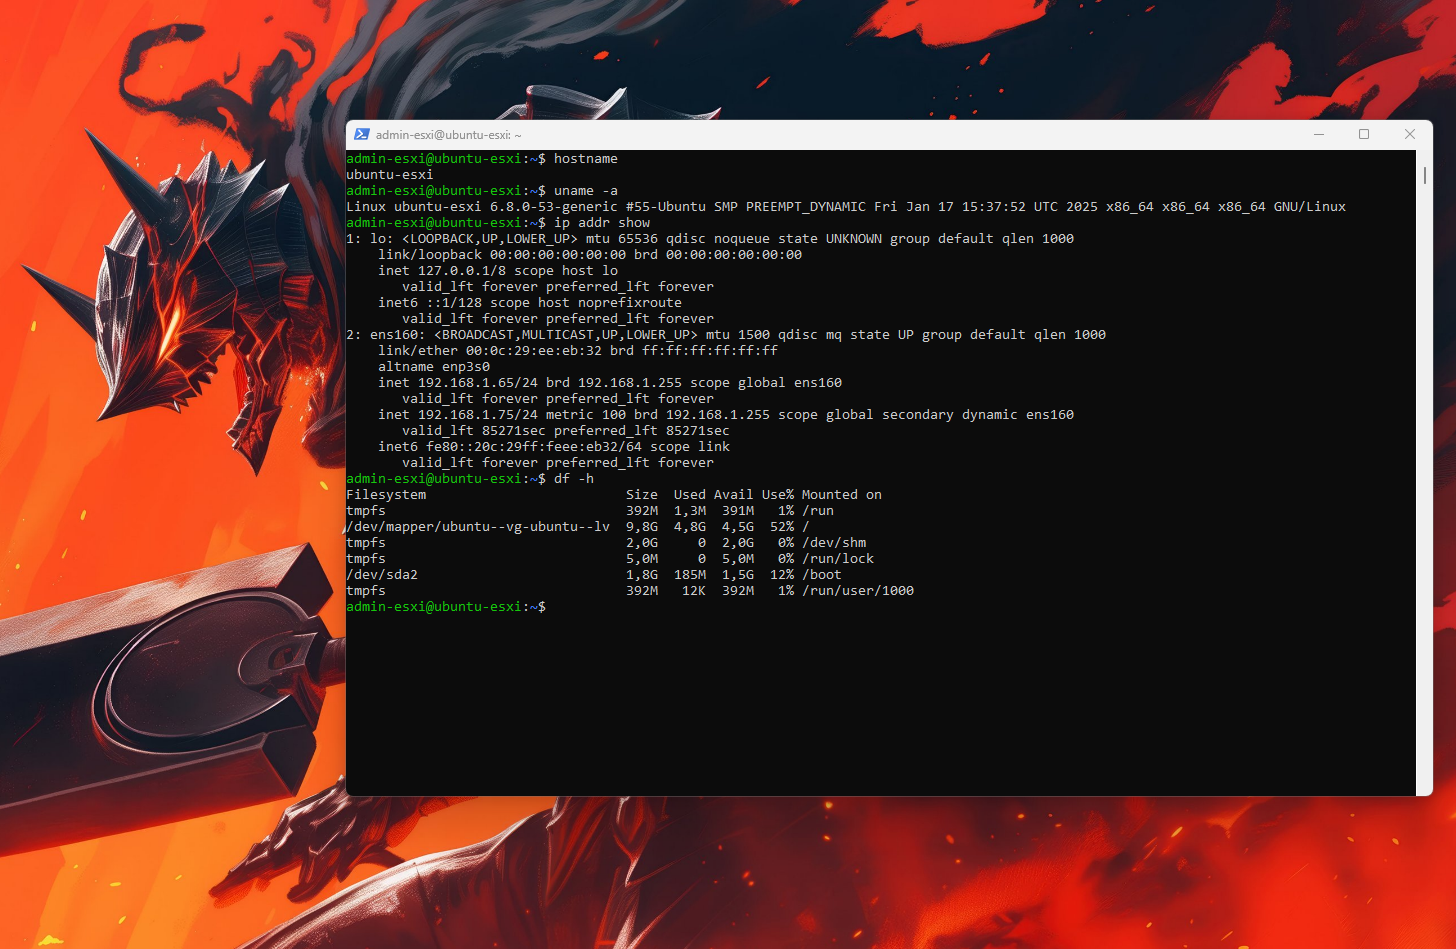 admin-esxi@ubuntu-esxi: ~
admin-esxi@ubuntu-esxi:~$ hostname
ubuntu-esxi
admin-esxi@ubuntu-esxi:~$ uname -a
Linux ubuntu-esxi 6.8.0-53-generic #55-Ubuntu SMP PREEMPT_DYNAMIC Fri Jan 17 15:37:52 UTC 2025 x86_64 x86_64 x86_64 GNU/Linux
admin-esxi@ubuntu-esxi:~$ ip addr show
1: lo: <LOOPBACK,UP,LOWER_UP> mtu 65536 qdisc noqueue state UNKNOWN group default qlen 1000
    link/loopback 00:00:00:00:00:00 brd 00:00:00:00:00:00
    inet 127.0.0.1/8 scope host lo
       valid_lft forever preferred_lft forever
    inet6 ::1/128 scope host noprefixroute
       valid_lft forever preferred_lft forever
2: ens160: <BROADCAST,MULTICAST,UP,LOWER_UP> mtu 1500 qdisc mq state UP group default qlen 1000
    link/ether 00:0c:29:ee:eb:32 brd ff:ff:ff:ff:ff:ff
    altname enp3s0
    inet 192.168.1.65/24 brd 192.168.1.255 scope global ens160
       valid_lft forever preferred_lft forever
    inet 192.168.1.75/24 metric 100 brd 192.168.1.255 scope global secondary dynamic ens160
       valid_lft 85271sec preferred_lft 85271sec
    inet6 fe80::20c:29ff:feee:eb32/64 scope link
       valid_lft forever preferred_lft forever
admin-esxi@ubuntu-esxi:~$ df -h
Filesystem                         Size  Used Avail Use% Mounted on
tmpfs                              392M  1,3M  391M   1% /run
/dev/mapper/ubuntu--vg-ubuntu--lv  9,8G  4,8G  4,5G  52% /
tmpfs                              2,0G     0  2,0G   0% /dev/shm
tmpfs                              5,0M     0  5,0M   0% /run/lock
/dev/sda2                          1,8G  185M  1,5G  12% /boot
tmpfs                              392M   12K  392M   1% /run/user/1000
admin-esxi@ubuntu-esxi:~$